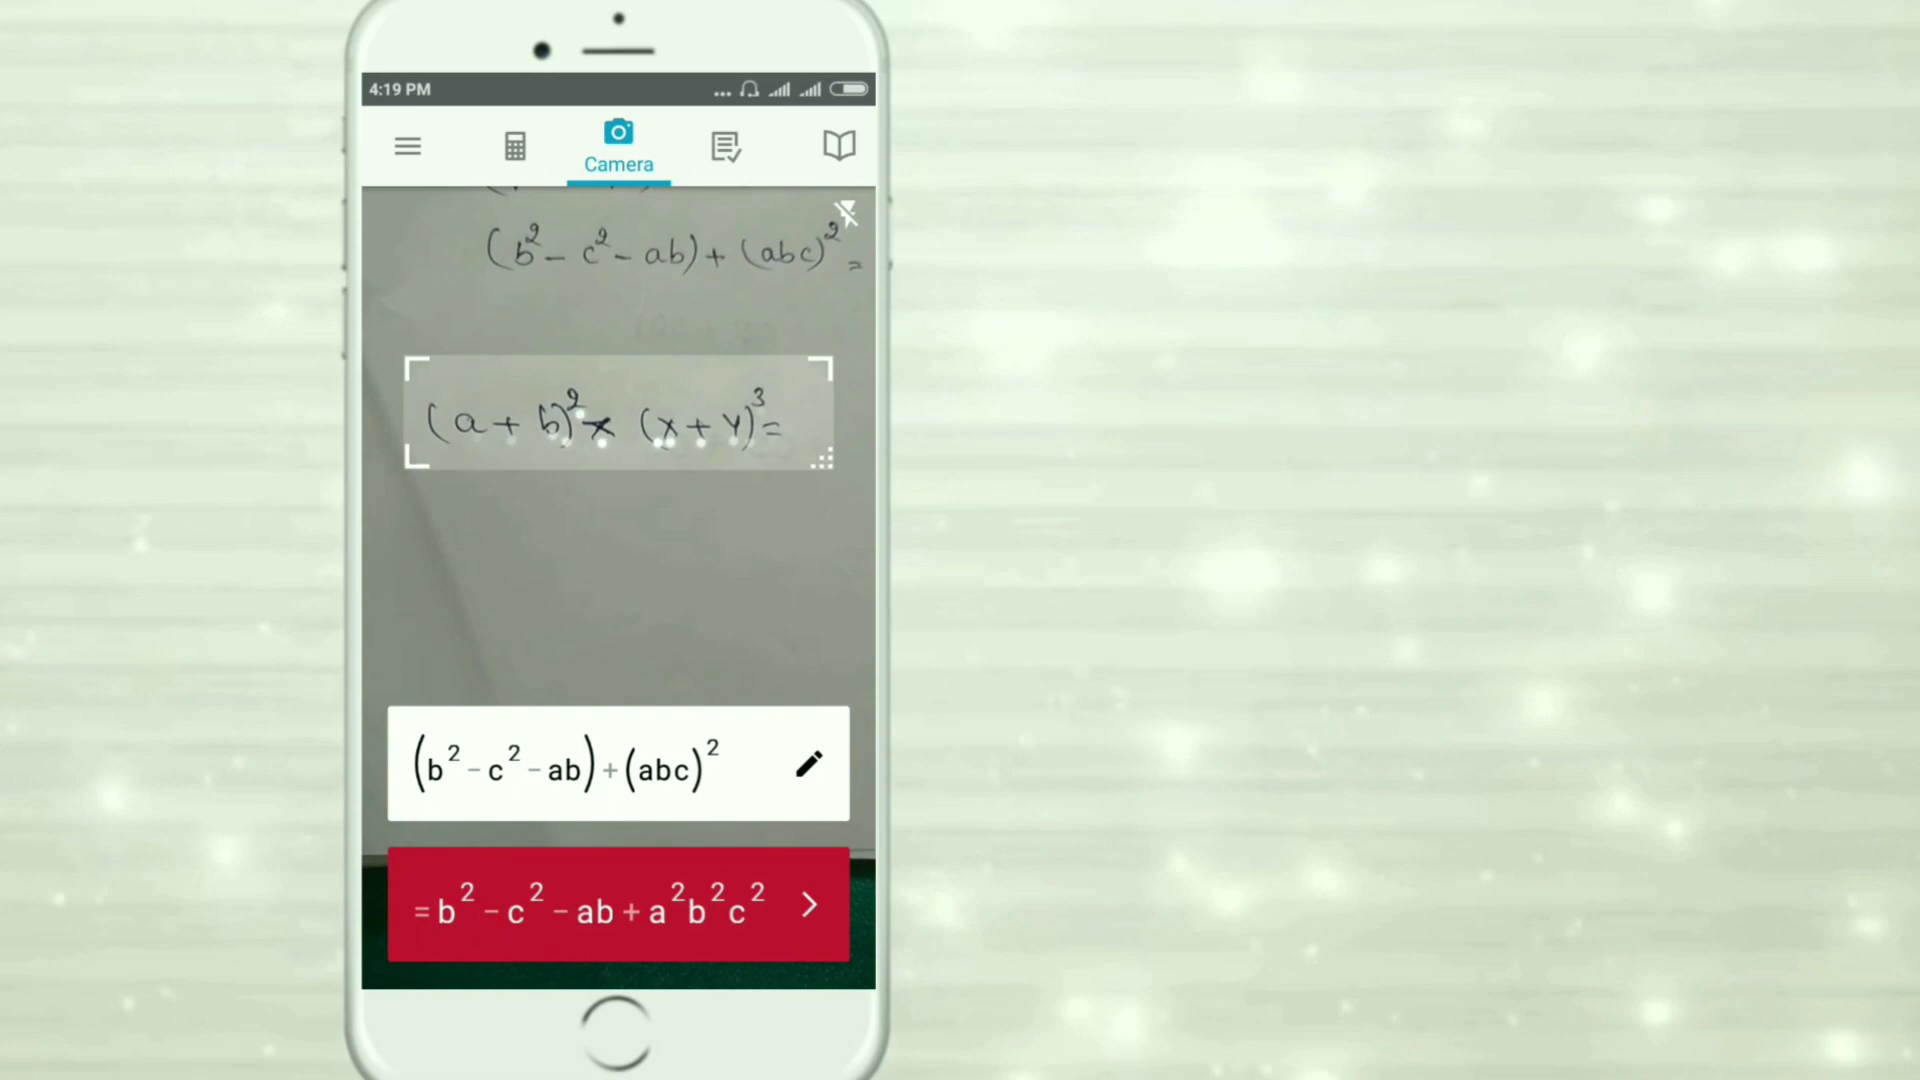 4:19 PM
Camera
(b² - c² - ab) + (abc)² =
(a + b)² × (x + y)³ =
(b² - c² - ab) + (abc)²
= b² - c² - ab + a²b²c²